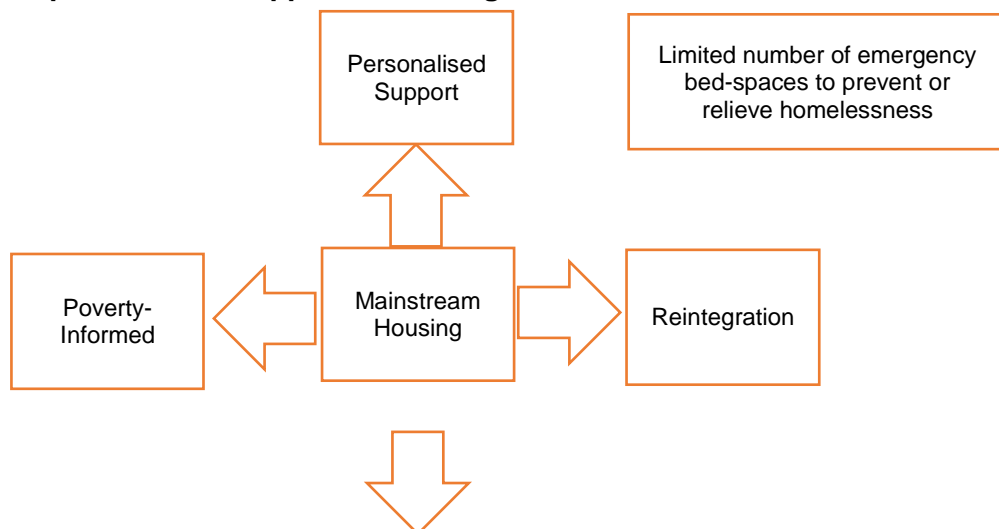 Personalised
Support
Limited number of emergency
bed-spaces to prevent or
relieve homelessness
Poverty-
Informed
Mainstream
Housing
Reintegration